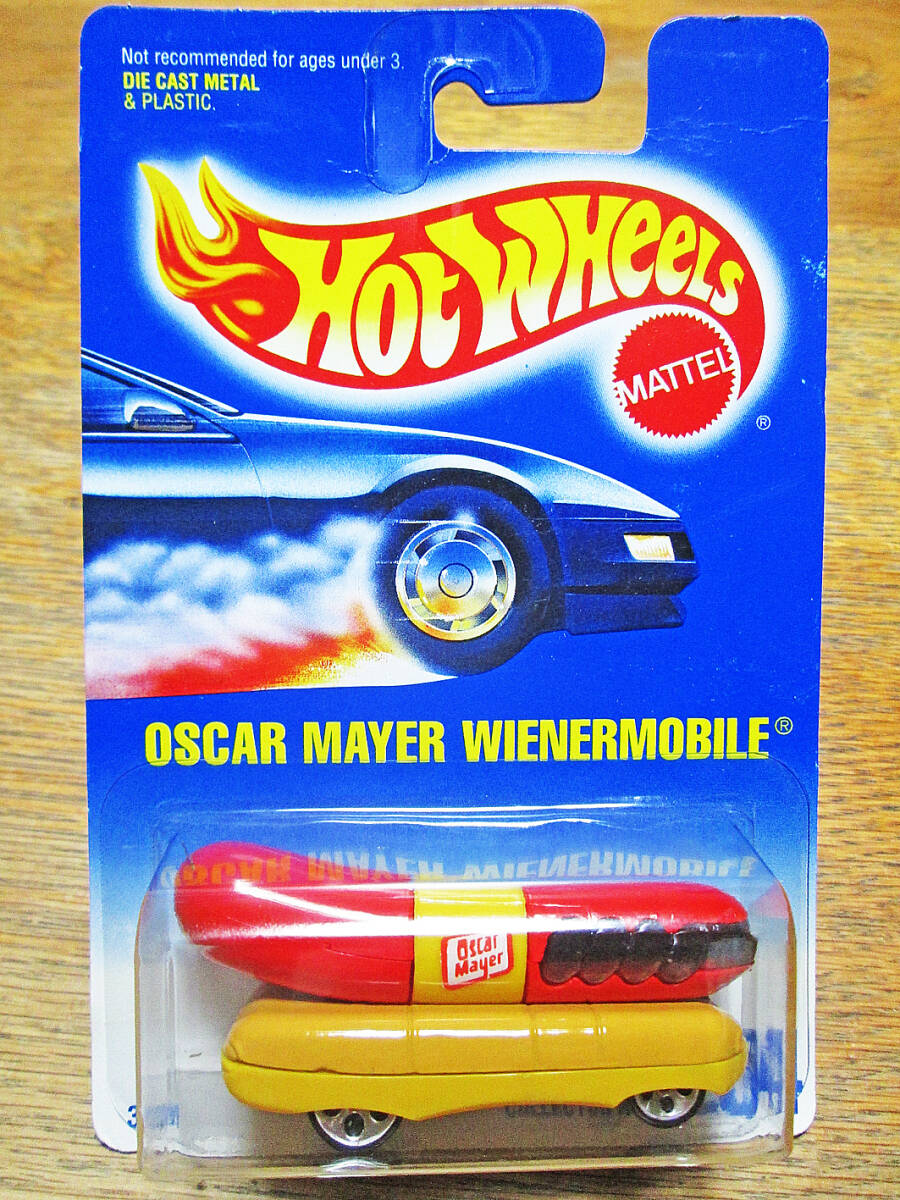 Not recommended for ages under 3.
DIE CAST METAL
& PLASTIC.
HOT WHEELS
MATTEL
®
OSCAR MAYER WIENERMOBILE®
Oscar
Mayer